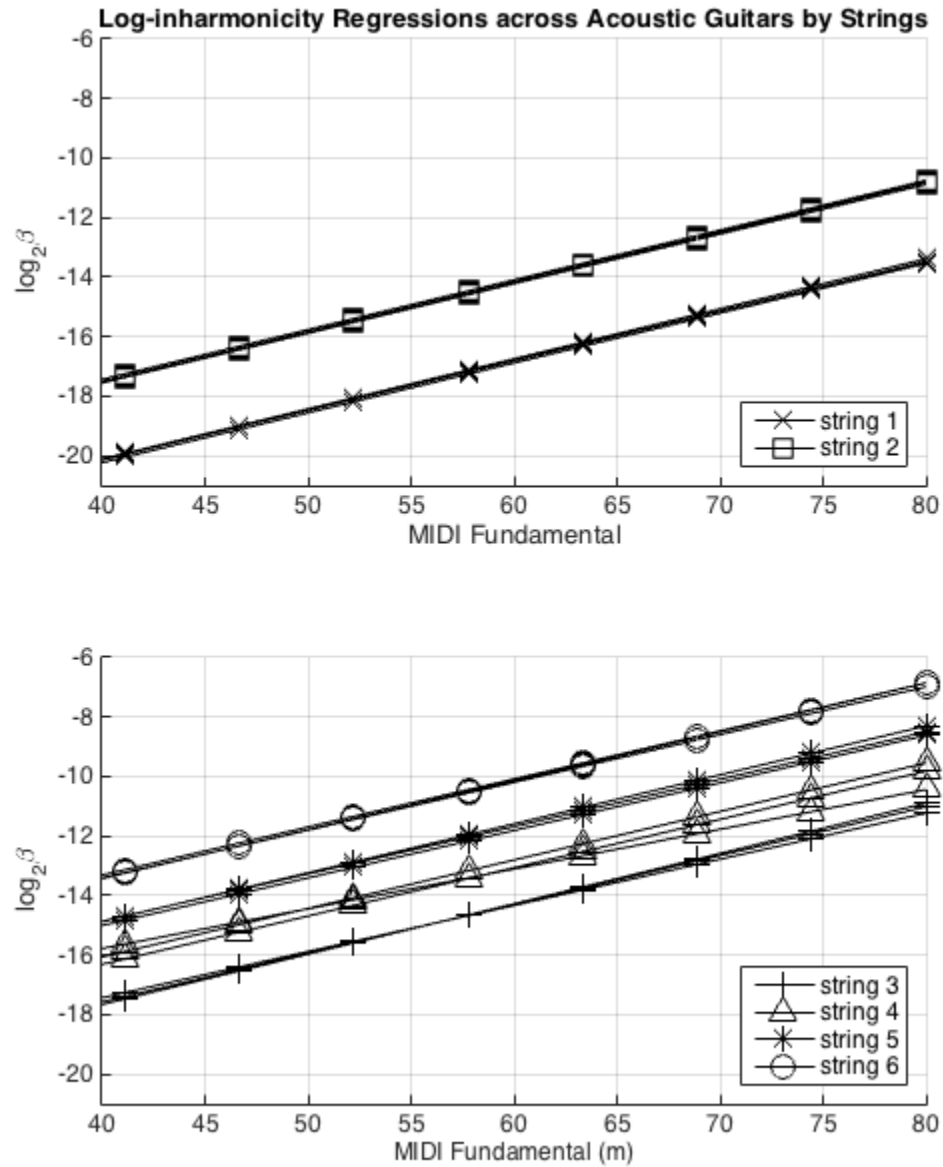 Log-inharmonicity Regressions across Acoustic Guitars by Strings
-6
-8
-10
-12
-14
-16
-18
-20
log₂β
40 45 50 55 60 65 70 75 80
MIDI Fundamental
string 1
string 2
-6
-8
-10
-12
-14
-16
-18
-20
log₂β
40 45 50 55 60 65 70 75 80
MIDI Fundamental (m)
string 3
string 4
string 5
string 6